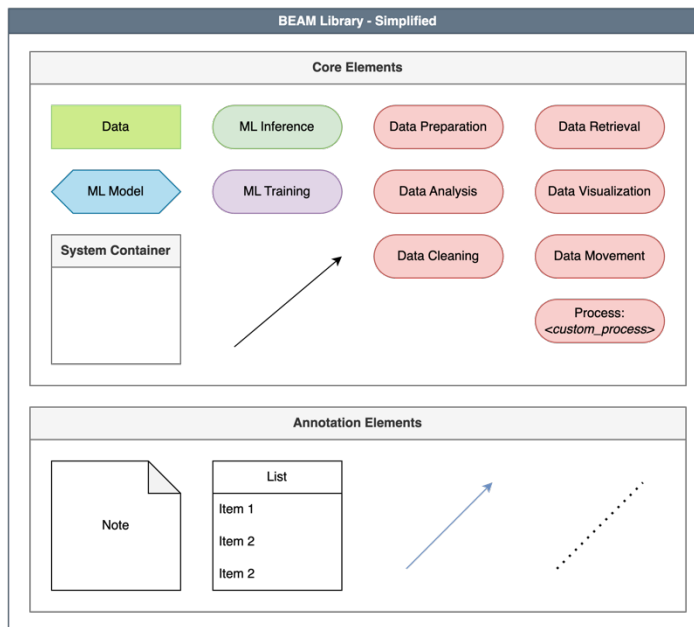 BEAM Library - Simplified
Core Elements
Data
ML Inference
Data Preparation
Data Retrieval
ML Model
ML Training
Data Analysis
Data Visualization
System Container
Data Cleaning
Data Movement
Process:
<custom_process>
Annotation Elements
Note
List
Item 1
Item 2
Item 2